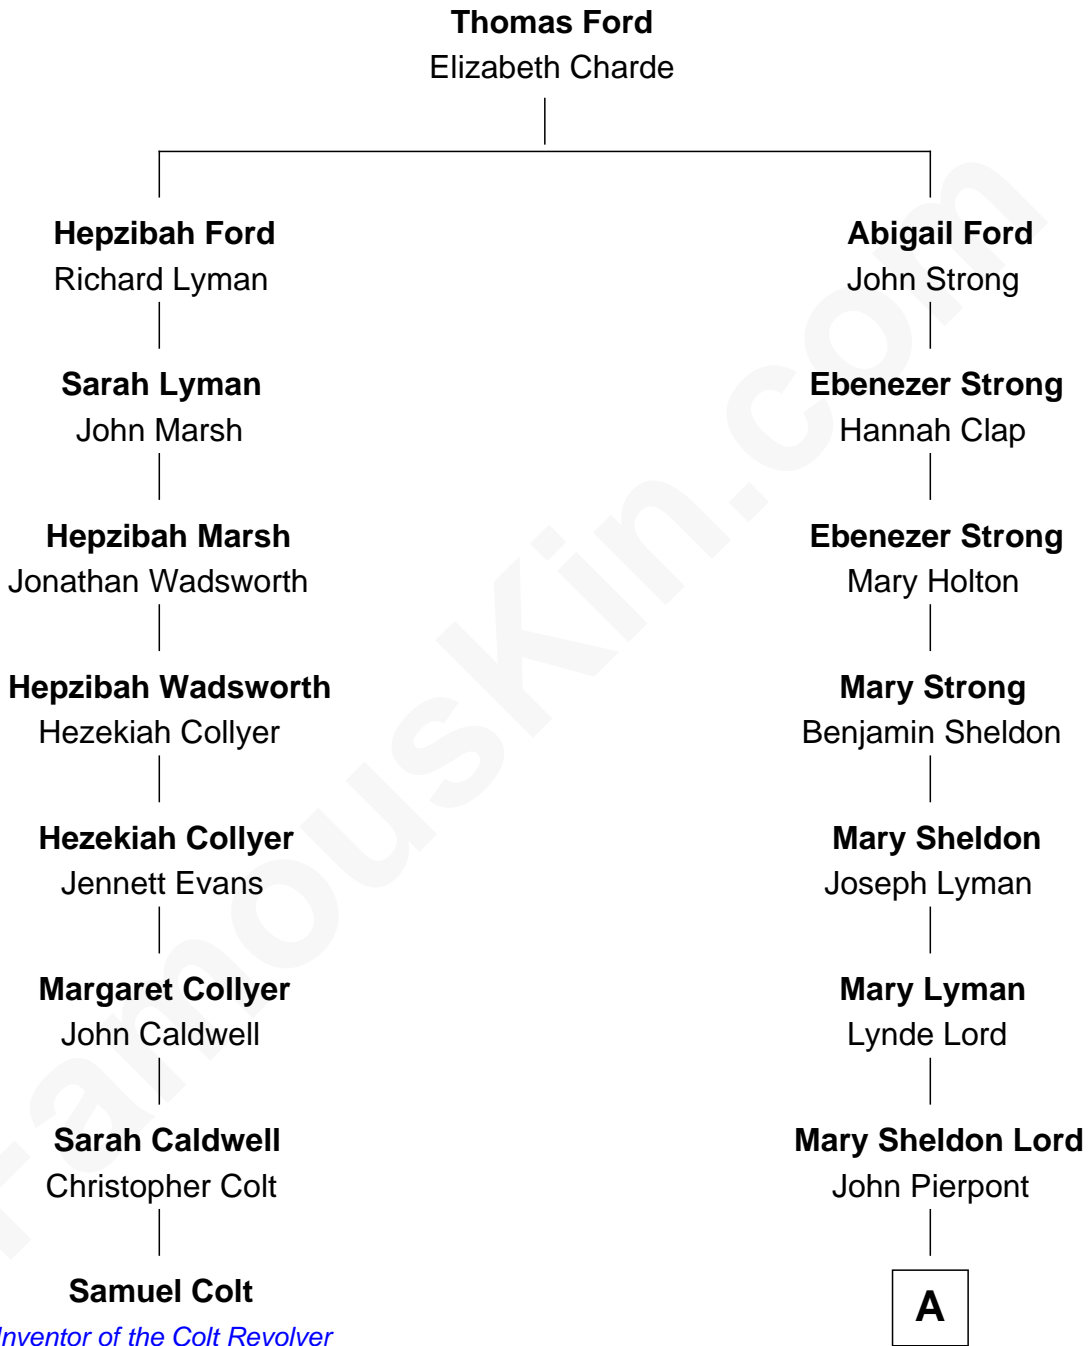 Thomas Ford
Elizabeth Charde
Hepzibah Ford
Richard Lyman
Abigail Ford
John Strong
Sarah Lyman
John Marsh
Ebenezer Strong
Hannah Clap
Hepzibah Marsh
Jonathan Wadsworth
Ebenezer Strong
Mary Holton
Hepzibah Wadsworth
Hezekiah Collyer
Mary Strong
Benjamin Sheldon
Hezekiah Collyer
Jennett Evans
Mary Sheldon
Joseph Lyman
Margaret Collyer
John Caldwell
Mary Lyman
Lynde Lord
Sarah Caldwell
Christopher Colt
Mary Sheldon Lord
John Pierpont
Samuel Colt
Inventor of the Colt Revolver
A
FamousKin.com